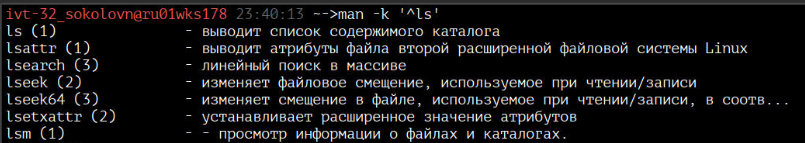 ivt-32_sokolovn@ru01wks178 23:40:13 ~->man -k '^ls'
ls (1) - выводит список содержимого каталога
lsattr (1) - выводит атрибуты файла второй расширенной файловой системы Linux
lsearch (3) - линейный поиск в массиве
lseek (2) - изменяет файловое смещение, используемое при чтении/записи
lseek64 (3) - изменяет смещение в файле, используемое при чтении/записи, в соотв...
lsetxattr (2) - устанавливает расширенное значение атрибутов
lsm (1) - - просмотр информации о файлах и каталогах.